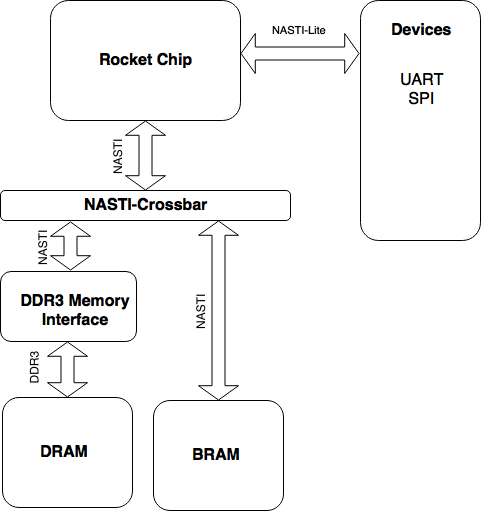 NASTI-Lite
Devices
Rocket Chip
UART
SPI
NASTI
NASTI-Crossbar
NASTI
NASTI
DDR3 Memory
Interface
DDR3
DRAM
BRAM